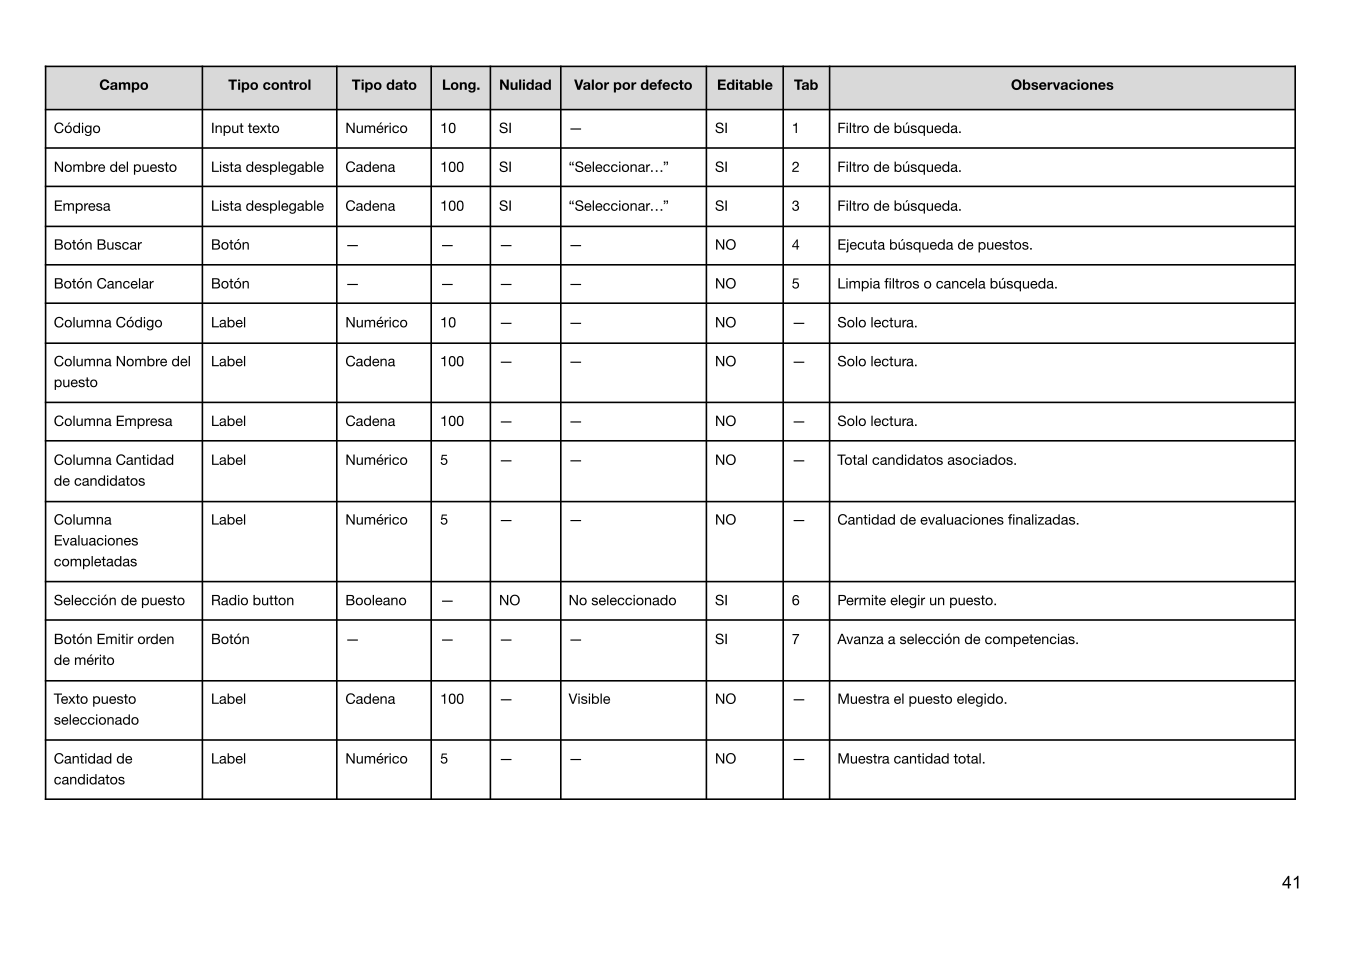 Campo Tipo control Tipo dato Long. Nulidad Valor por defecto Editable Tab Observaciones
Código Input texto Numérico 10 SI — SI 1 Filtro de búsqueda.
Nombre del puesto Lista desplegable Cadena 100 SI “Seleccionar…” SI 2 Filtro de búsqueda.
Empresa Lista desplegable Cadena 100 SI “Seleccionar…” SI 3 Filtro de búsqueda.
Botón Buscar Botón — — — — NO 4 Ejecuta búsqueda de puestos.
Botón Cancelar Botón — — — — NO 5 Limpia filtros o cancela búsqueda.
Columna Código Label Numérico 10 — — NO — Solo lectura.
Columna Nombre del Label Cadena 100 — — NO — Solo lectura.
puesto
Columna Empresa Label Cadena 100 — — NO — Solo lectura.
Columna Cantidad Label Numérico 5 — — NO — Total candidatos asociados.
de candidatos
Columna Label Numérico 5 — — NO — Cantidad de evaluaciones finalizadas.
Evaluaciones
completadas
Selección de puesto Radio button Booleano — NO No seleccionado SI 6 Permite elegir un puesto.
Botón Emitir orden Botón — — — — SI 7 Avanza a selección de competencias.
de mérito
Texto puesto Label Cadena 100 — Visible NO — Muestra el puesto elegido.
seleccionado
Cantidad de Label Numérico 5 — — NO — Muestra cantidad total.
candidatos
41